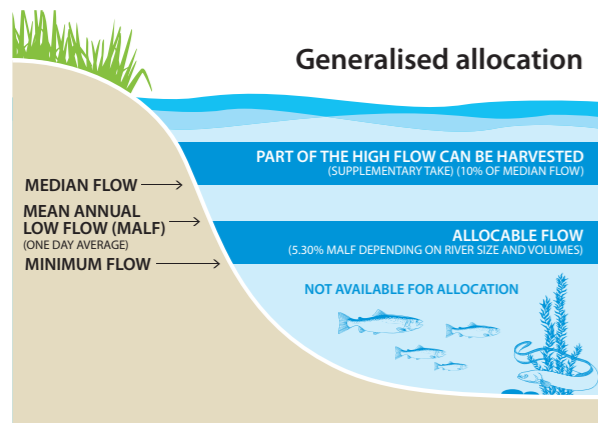 Generalised allocation
PART OF THE HIGH FLOW CAN BE HARVESTED
(SUPPLEMENTARY TAKE) (10% OF MEDIAN FLOW)
MEDIAN FLOW
MEAN ANNUAL
LOW FLOW (MALF)
(ONE DAY AVERAGE)
ALLOCABLE FLOW
(5.30% MALF DEPENDING ON RIVER SIZE AND VOLUMES)
MINIMUM FLOW
NOT AVAILABLE FOR ALLOCATION